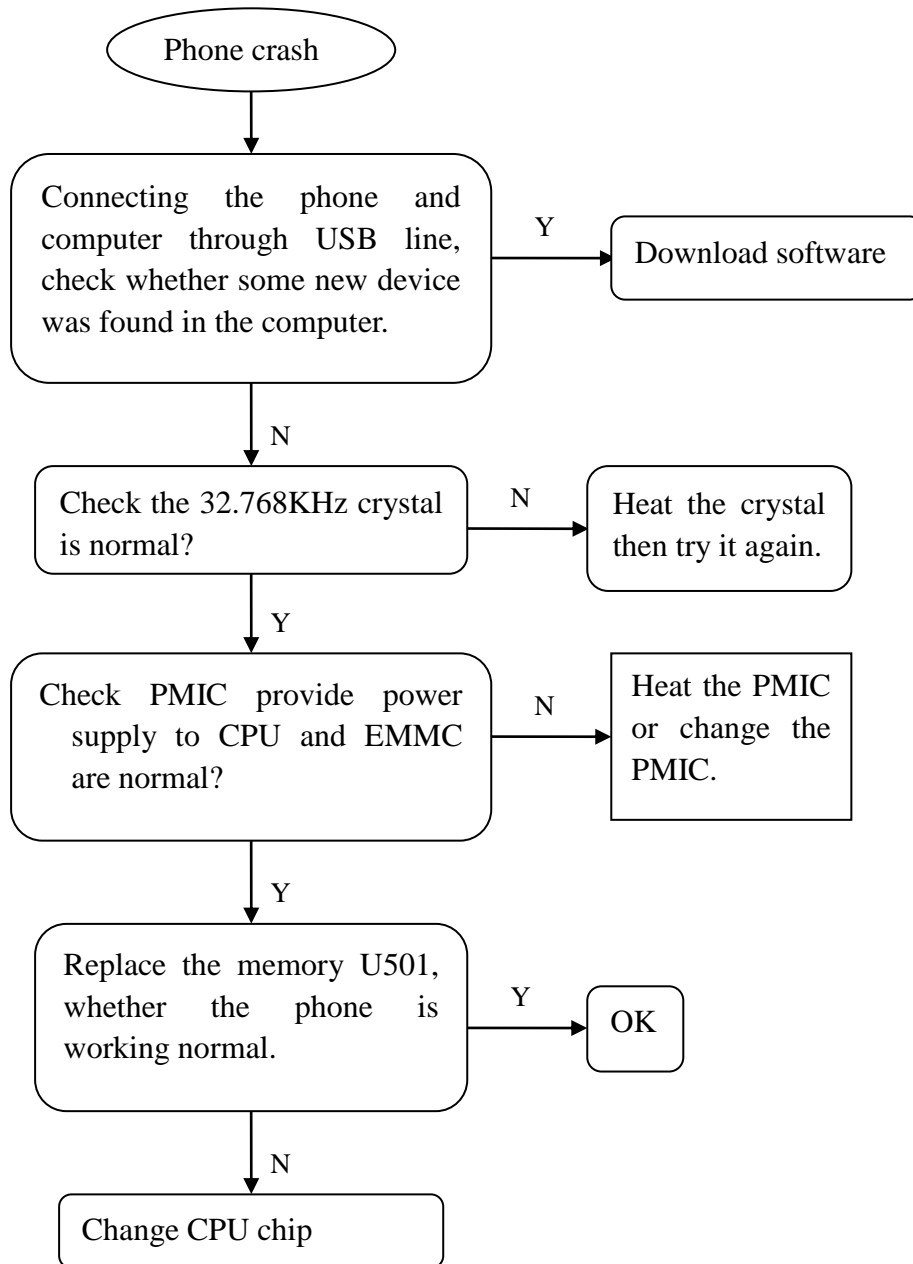 Phone crash
Connecting the phone and
computer through USB line,
check whether some new device
was found in the computer.
Y
Download software
N
Check the 32.768KHz crystal
is normal?
N
Heat the crystal
then try it again.
Y
Check PMIC provide power
supply to CPU and EMMC
are normal?
N
Heat the PMIC
or change the
PMIC.
Y
Replace the memory U501,
whether the phone is
working normal.
Y
OK
N
Change CPU chip